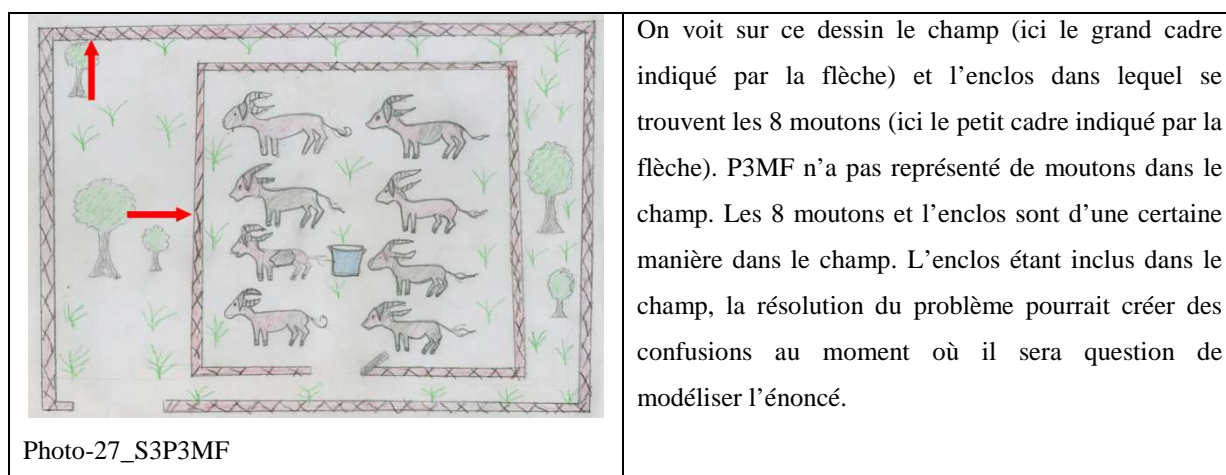 On voit sur ce dessin le champ (ici le grand cadre
indiqué par la flèche) et l’enclos dans lequel se
trouvent les 8 moutons (ici le petit cadre indiqué par la
flèche). P3MF n’a pas représenté de moutons dans le
champ. Les 8 moutons et l’enclos sont d’une certaine
manière dans le champ. L’enclos étant inclus dans le
champ, la résolution du problème pourrait créer des
confusions au moment où il sera question de
modéliser l’énoncé.
Photo-27_S3P3MF